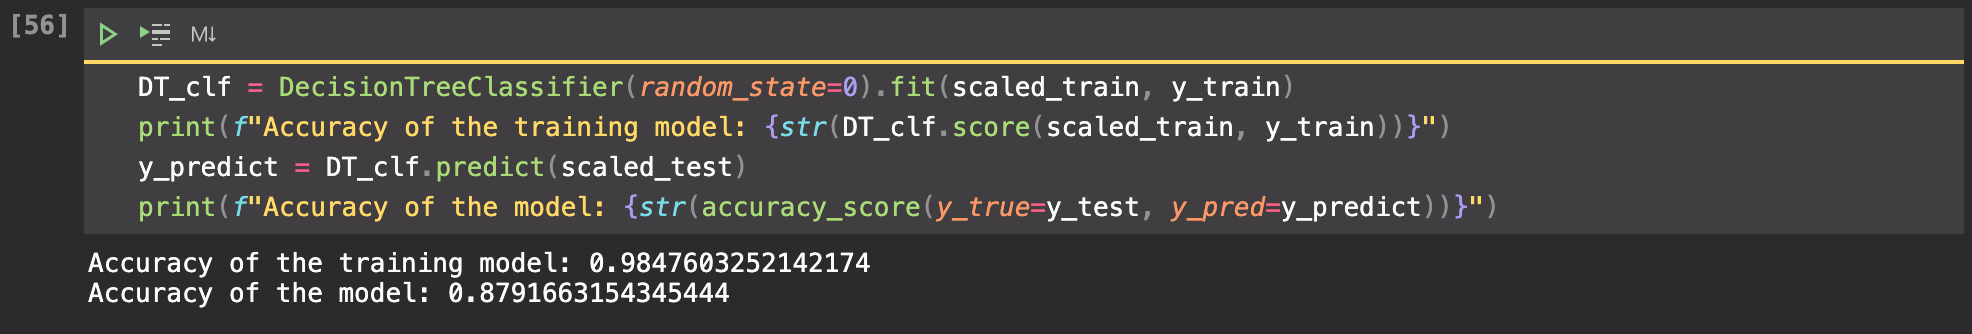 [56]
M↓
DT_clf = DecisionTreeClassifier(random_state=0).fit(scaled_train, y_train)
print(f"Accuracy of the training model: {str(DT_clf.score(scaled_train, y_train))}")
y_predict = DT_clf.predict(scaled_test)
print(f"Accuracy of the model: {str(accuracy_score(y_true=y_test, y_pred=y_predict))}")
Accuracy of the training model: 0.9847603252142174
Accuracy of the model: 0.8791663154345444